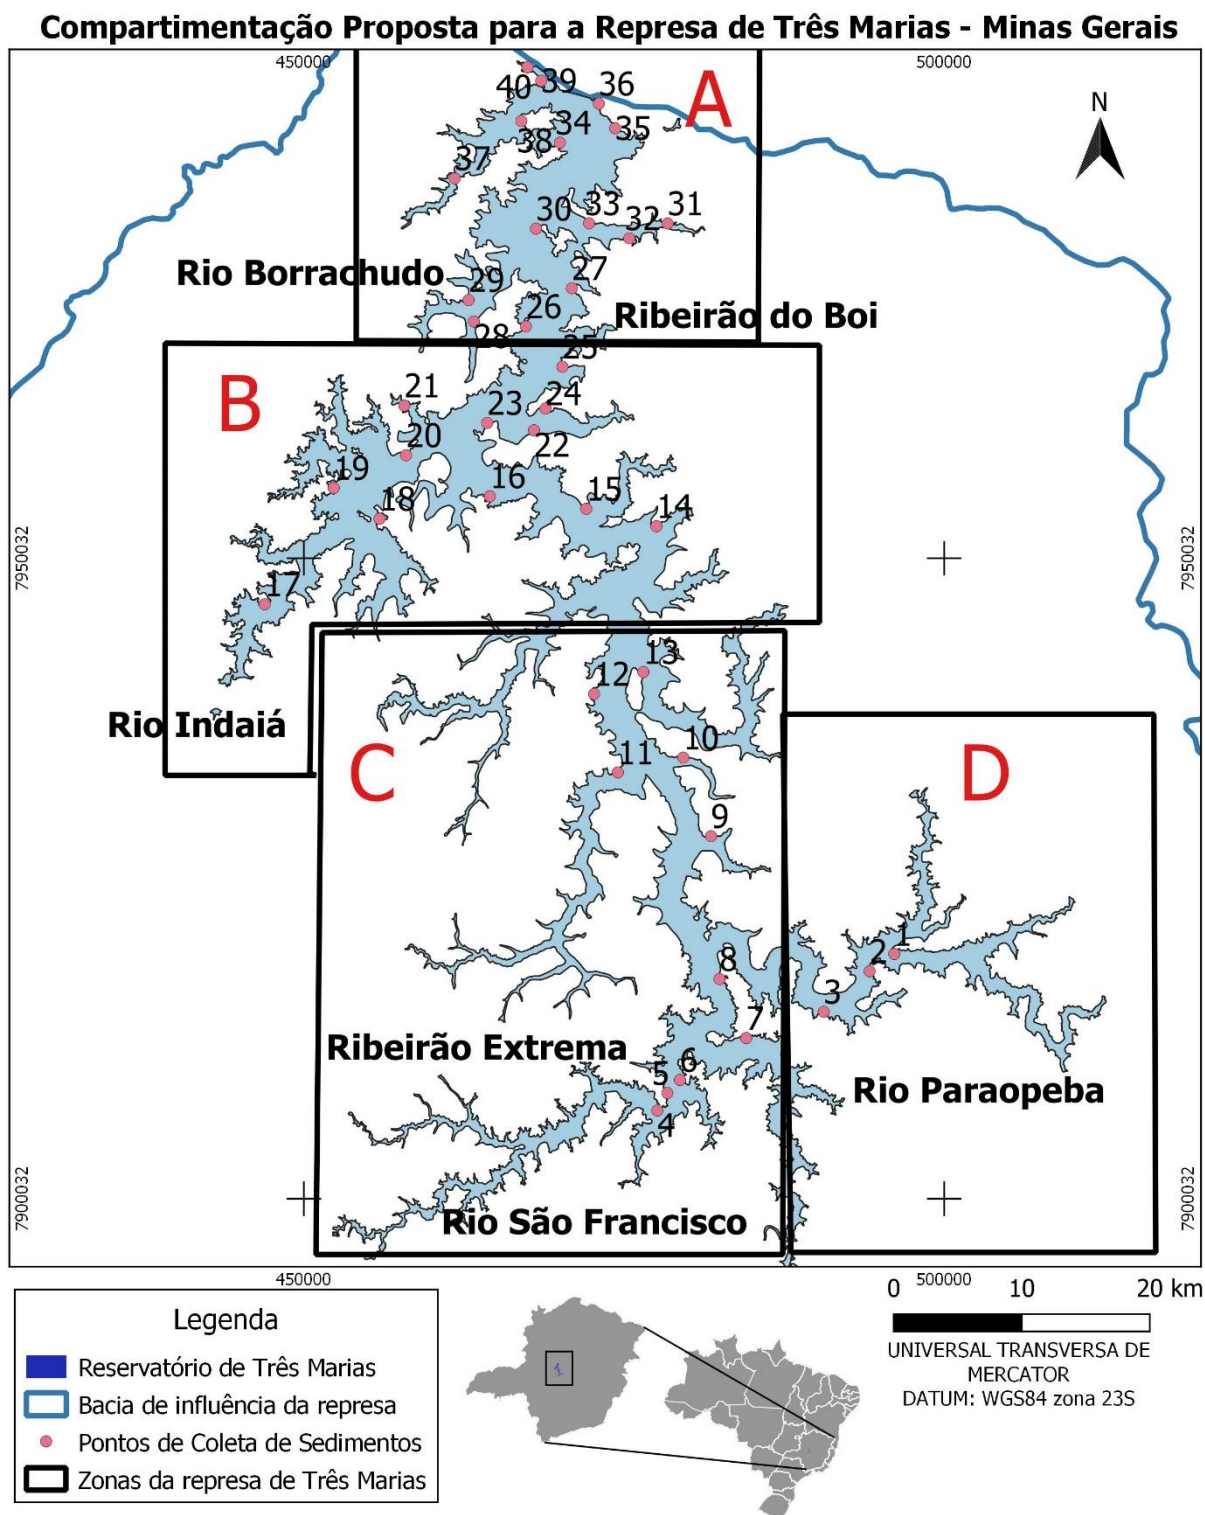 Compartimentação Proposta para a Represa de Três Marias - Minas Gerais
450000
500000
40
39
36
A
N
34
35
38
37
30
33
32
31
Rio Borrachudo
29
27
26
Ribeirão do Boi
28
25
B
21
23
24
20
22
19
16
18
15
14
7950032
7950032
17
12
13
Rio Indaiá
C
10
D
11
9
1
2
8
3
7
Ribeirão Extrema
6
5
Rio Paraopeba
4
7900032
7900032
Rio São Francisco
450000
500000
0 10 20 km
Legenda
UNIVERSAL TRANSVERSA DE
MERCATOR
DATUM: WGS84 zona 23S
Reservatório de Três Marias
Bacia de influência da represa
Pontos de Coleta de Sedimentos
Zonas da represa de Três Marias